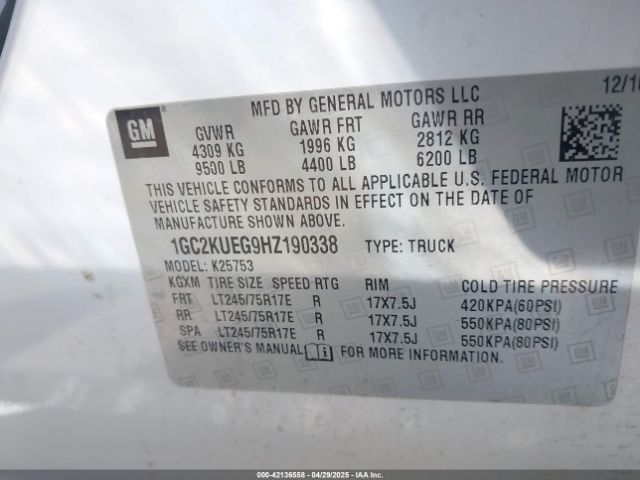 MFD BY GENERAL MOTORS LLC
GM
GVWR GAWR FRT GAWR RR
4309 KG 1996 KG 2812 KG
9500 LB 4400 LB 6200 LB
THIS VEHICLE CONFORMS TO ALL APPLICABLE U.S. FEDERAL MOTOR
VEHICLE SAFETY STANDARDS IN EFFECT ON THE DATE OF
MANUFACTURE SHOWN ABOVE.
1GC2KUEG9HZ190338 TYPE: TRUCK
MODEL: K25753
KGXM TIRE SIZE SPEED RTG RIM COLD TIRE PRESSURE
FRT LT245/75R17E R 17X7.5J 420KPA(60PSI)
RR LT245/75R17E R 17X7.5J 550KPA(80PSI)
SPA LT245/75R17E R 17X7.5J 550KPA(80PSI)
SEE OWNER'S MANUAL FOR MORE INFORMATION.
000-42136558 - 04/29/2025 - IAAI.CA